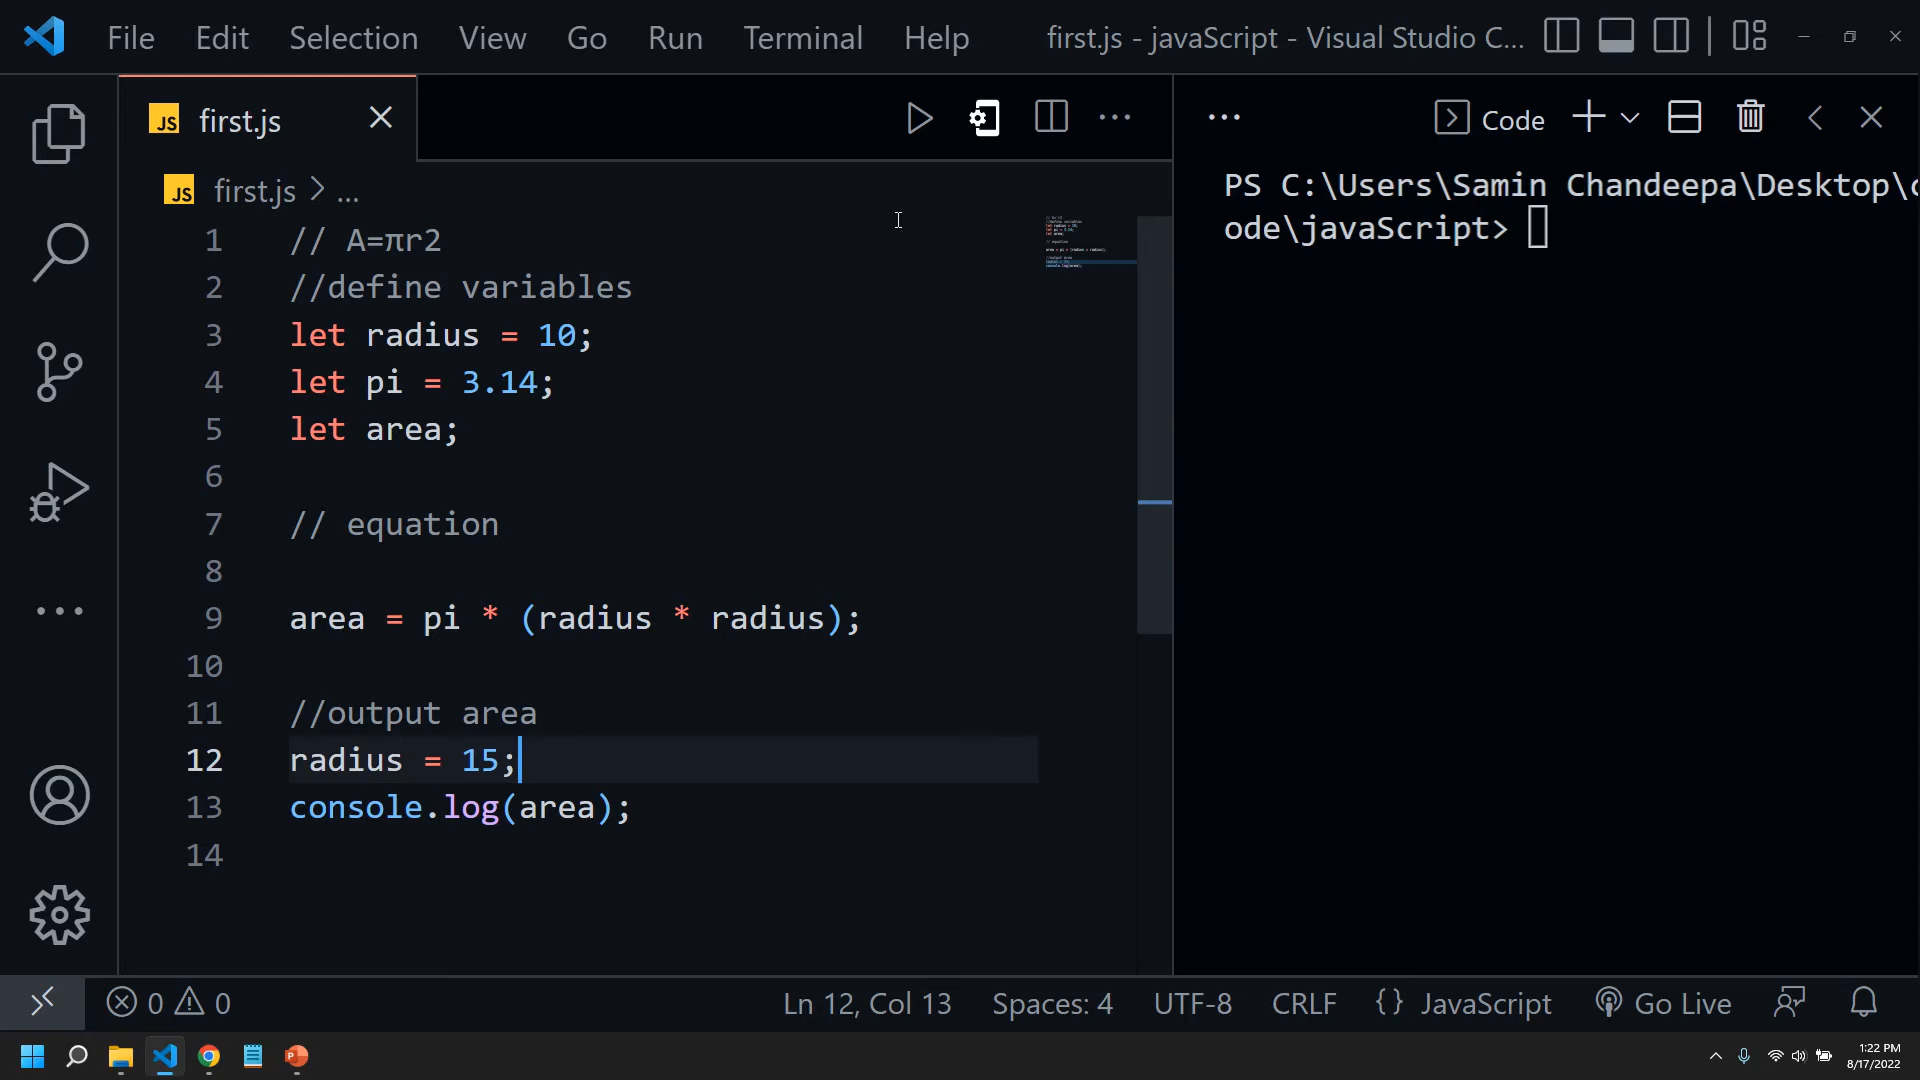 File Edit Selection View Go Run Terminal Help first.js - javaScript - Visual Studio C...
JS first.js
Code
JS first.js > ...
PS C:\Users\Samin Chandeepa\Desktop\c
ode\javaScript>
1 // A=πr2
2 //define variables
3 let radius = 10;
4 let pi = 3.14;
5 let area;
6
7 // equation
8
9 area = pi * (radius * radius);
10
11 //output area
12 radius = 15;
13 console.log(area);
14
0 0 Ln 12, Col 13 Spaces: 4 UTF-8 CRLF {} JavaScript Go Live
1:22 PM
8/17/2022